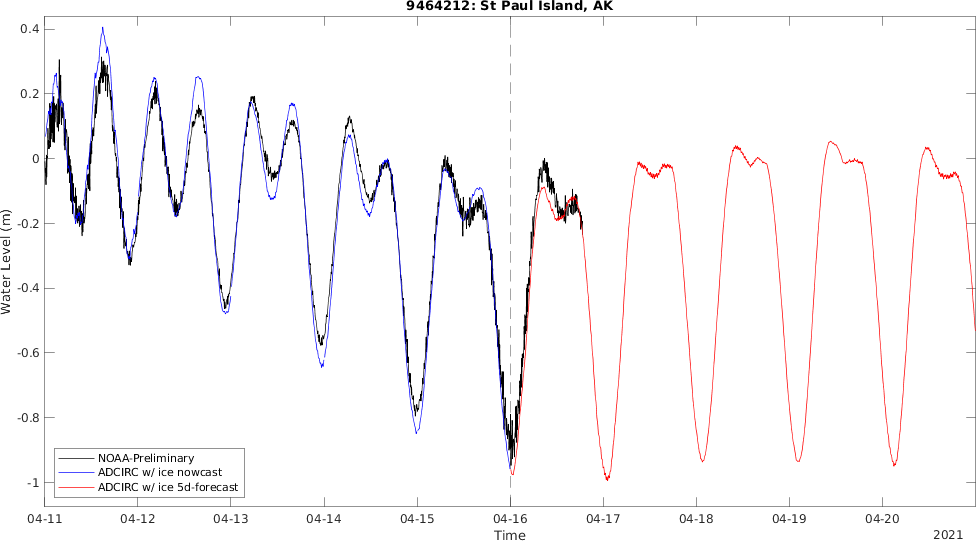 9464212: St Paul Island, AK
0.4
0.2
0
-0.2
-0.4
-0.6
-0.8
-1
Water Level (m)
NOAA-Preliminary
ADCIRC w/ ice nowcast
ADCIRC w/ ice 5d-forecast
04-11 04-12 04-13 04-14 04-15 04-16 04-17 04-18 04-19 04-20
Time
2021